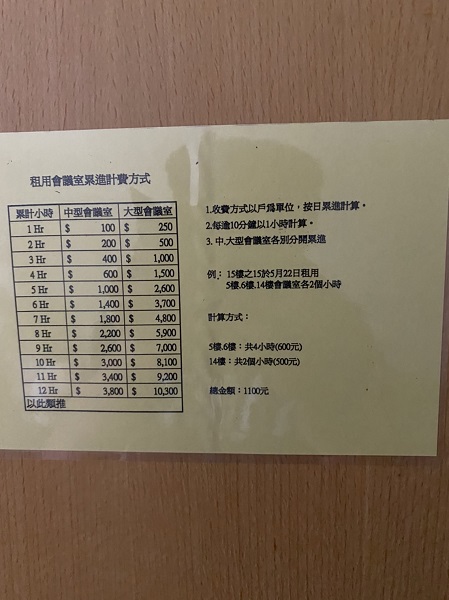 租用會議室累進計費方式
累計小時 中型會議室 大型會議室
1 Hr $ 100 $ 250
2 Hr $ 200 $ 500
3 Hr $ 400 $ 1,000
4 Hr $ 600 $ 1,500
5 Hr $ 1,000 $ 2,600
6 Hr $ 1,400 $ 3,700
7 Hr $ 1,800 $ 4,800
8 Hr $ 2,200 $ 5,900
9 Hr $ 2,600 $ 7,000
10 Hr $ 3,000 $ 8,100
11 Hr $ 3,400 $ 9,200
12 Hr $ 3,800 $ 10,300
以此類推
1.收費方式以戶為單位，按日累進計算。
2.每逾10分鐘以1小時計算。
3. 中.大型會議室各別分開累進
例： 15樓之15於5月22日租用
5樓.6樓.14樓會議室各2個小時
計算方式：
5樓.6樓：共4小時(600元)
14樓：共2個小時(500元)
總金額：1100元